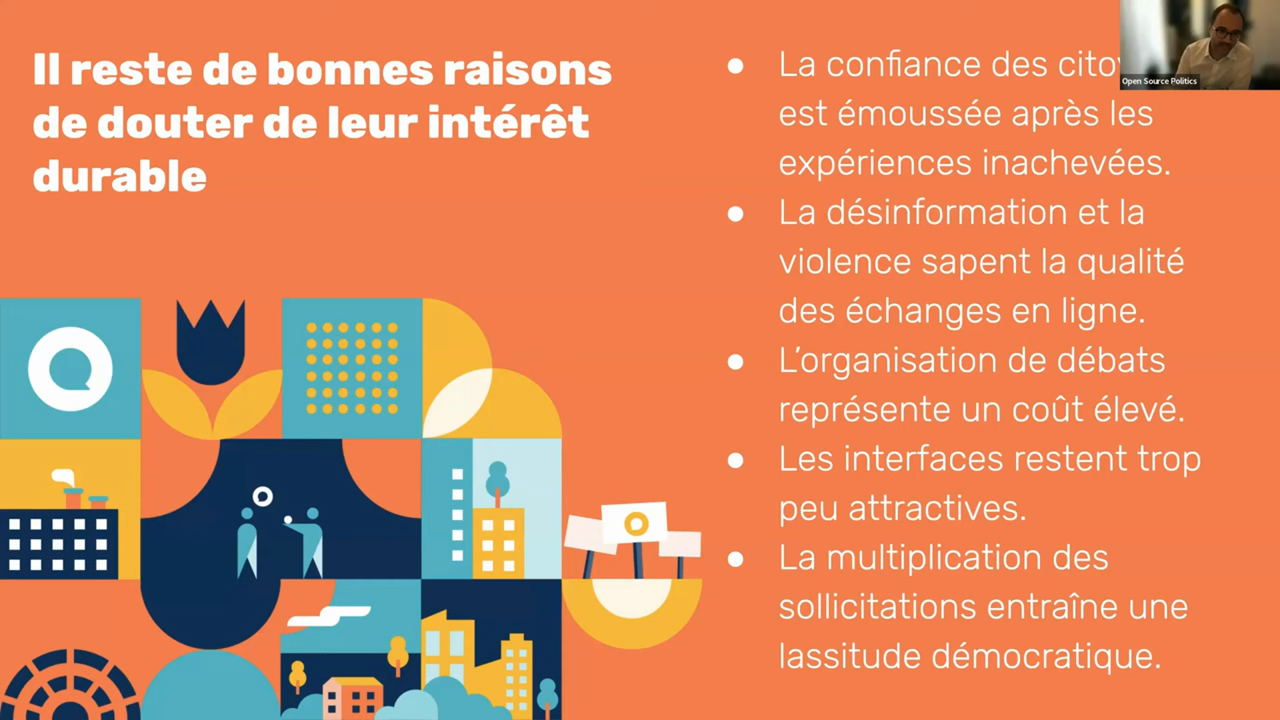 Il reste de bonnes raisons
de douter de leur intérêt
durable
La confiance des
est émoussée après les
expériences inachevées.
La désinformation et la
violence sapent la qualité
des échanges en ligne.
L’organisation de débats
représente un coût élevé.
Les interfaces restent trop
peu attractives.
La multiplication des
sollicitations entraîne une
lassitude démocratique.
Open Source Politics